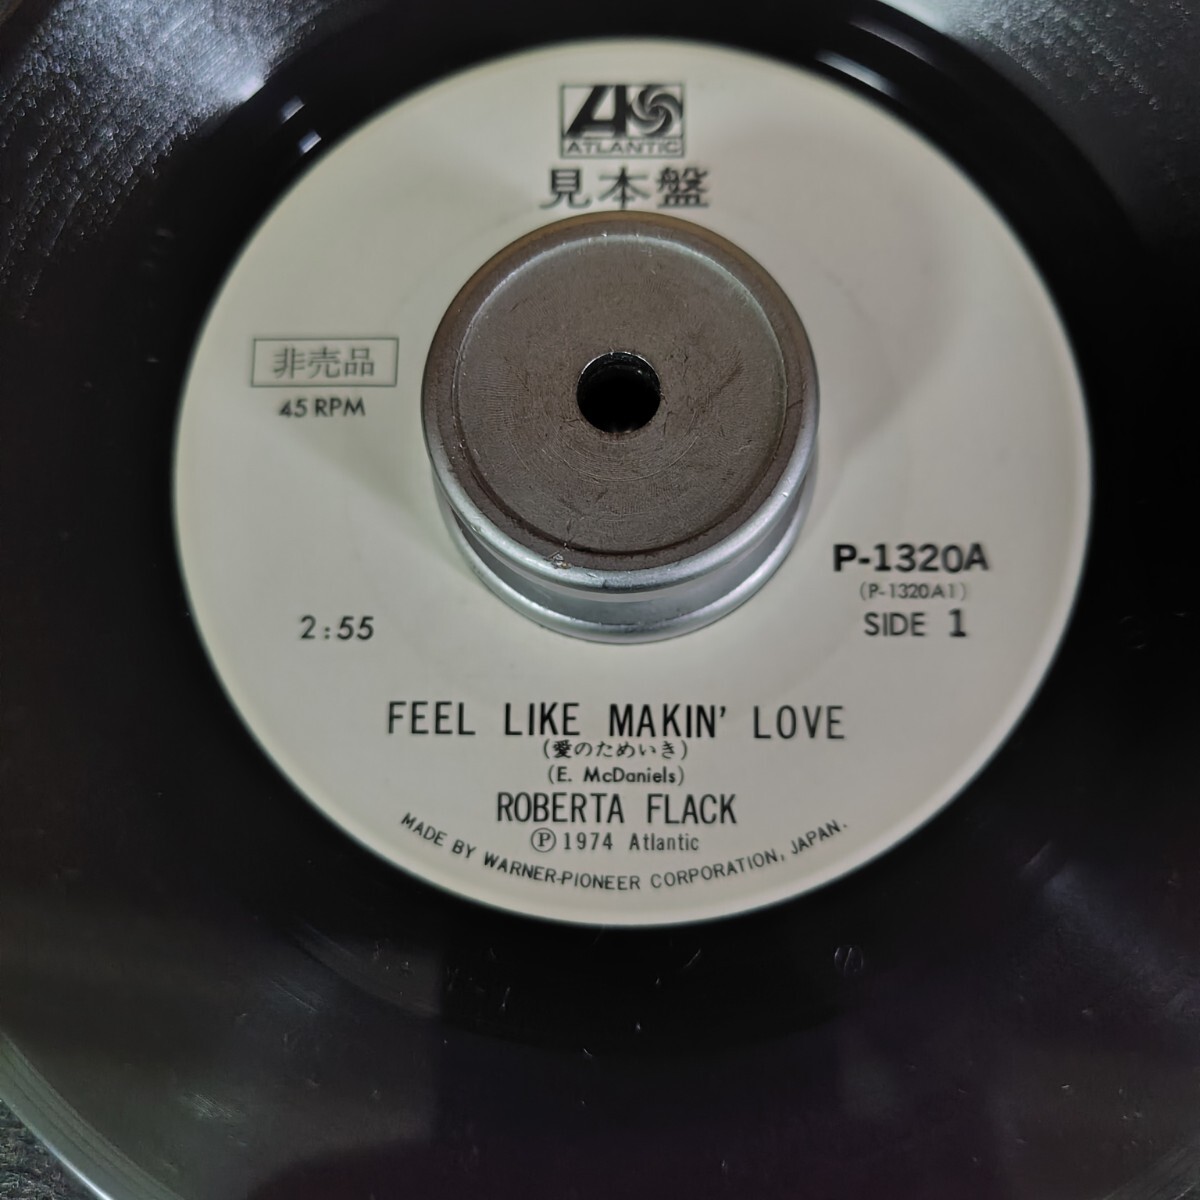 ATLANTIC
見本盤
非売品
45 RPM
P-1320A
(P-1320A1)
SIDE 1
2:55
FEEL LIKE MAKIN' LOVE
(愛のためいき)
(E. McDaniels)
ROBERTA FLACK
Ⓟ 1974 Atlantic
MADE BY WARNER-PIONEER CORPORATION, JAPAN.